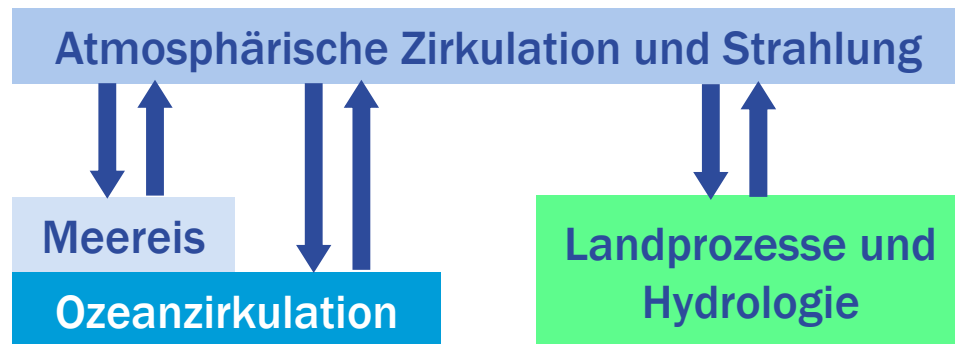 Atmosphärische Zirkulation und Strahlung
Meereis
Ozeanzirkulation
Landprozesse und
Hydrologie